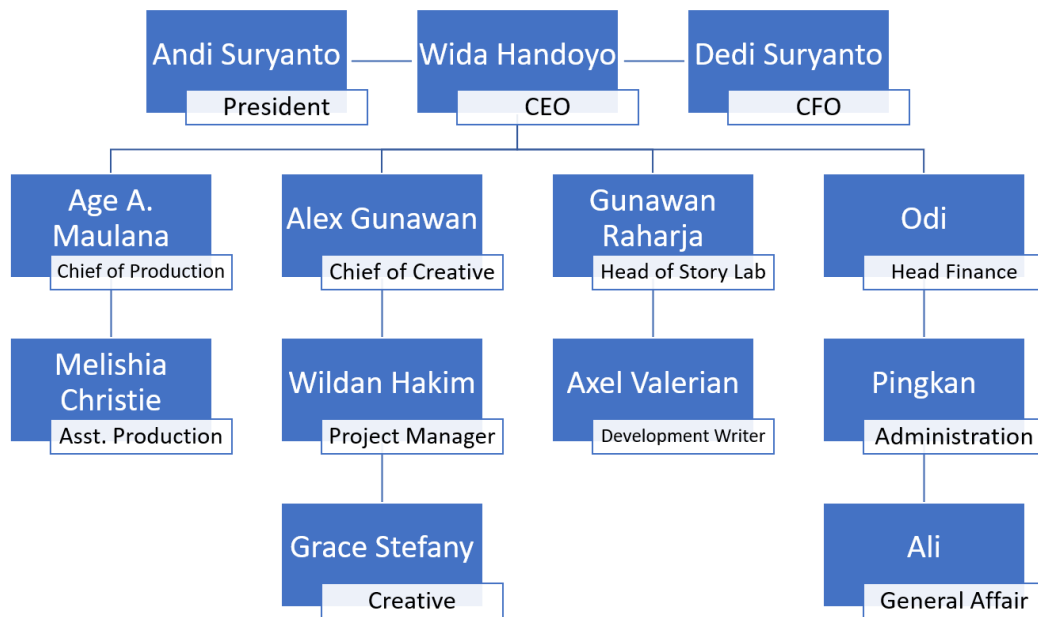 Andi Suryanto
President
Wida Handoyo
CEO
Dedi Suryanto
CFO
Age A.
Maulana
Chief of Production
Alex Gunawan
Chief of Creative
Gunawan
Raharja
Head of Story Lab
Odi
Head Finance
Melishia
Christie
Asst. Production
Wildan Hakim
Project Manager
Axel Valerian
Development Writer
Pingkan
Administration
Grace Stefany
Creative
Ali
General Affair